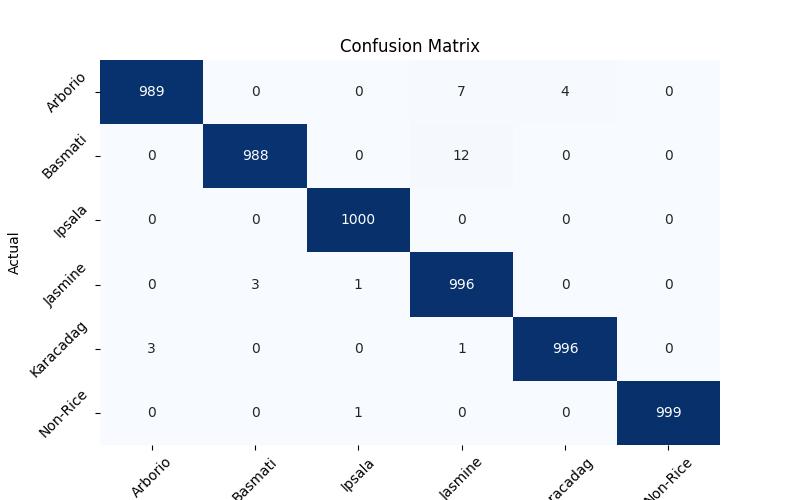 Confusion Matrix
Actual
Arborio 989 0 0 7 4 0
Basmati 0 988 0 12 0 0
Ipsala 0 0 1000 0 0 0
Jasmine 0 3 1 996 0 0
Karacadag 3 0 0 1 996 0
Non-Rice 0 0 1 0 0 999
Arborio Basmati Ipsala Jasmine racadag Non-Rice